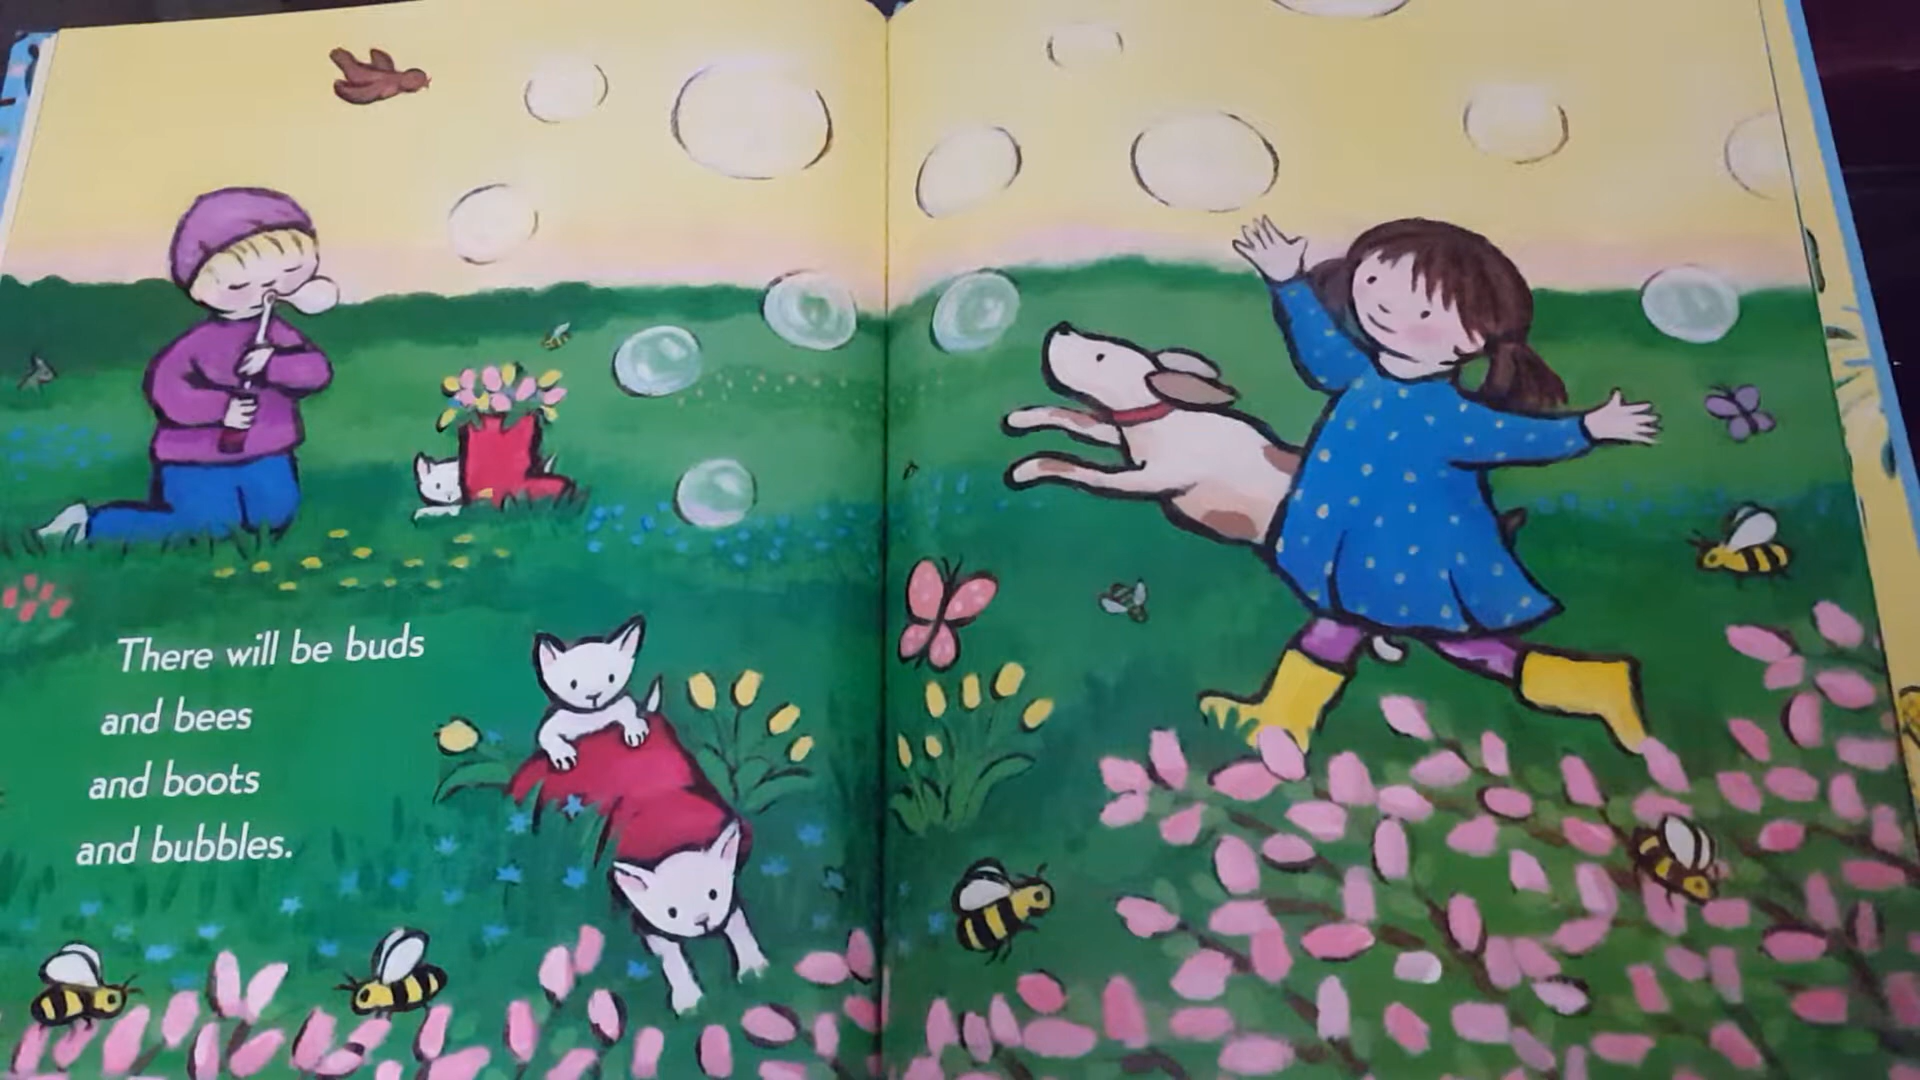 There will be buds
and bees
and boots
and bubbles.